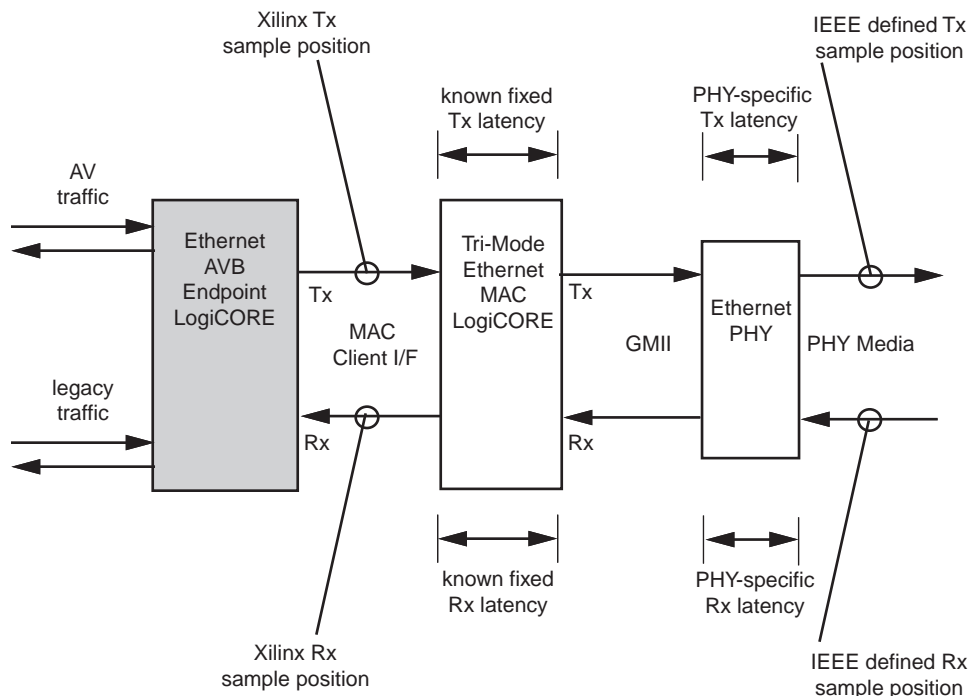 Xilinx Tx
sample position
IEEE defined Tx
sample position
known fixed
Tx latency
PHY-specific
Tx latency
AV
traffic
Ethernet
AVB
Endpoint
LogiCORE
Tx
MAC
Client I/F
Rx
Tri-Mode
Ethernet
MAC
LogiCORE
Tx
GMII
Rx
Ethernet
PHY
PHY Media
legacy
traffic
known fixed
Rx latency
PHY-specific
Rx latency
Xilinx Rx
sample position
IEEE defined Rx
sample position